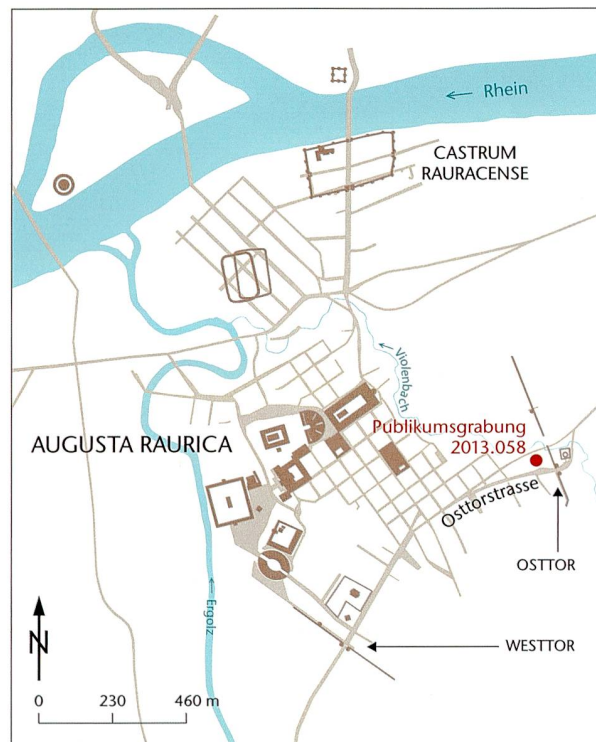 ← Rhein
CASTRUM
RAURACENSE
← Violenbach
Publikumsgrabung
2013.058
AUGUSTA RAURICA
Osttorstrasse
OSTTOR
← Ergolz
WESTTOR
N
0 230 460 m